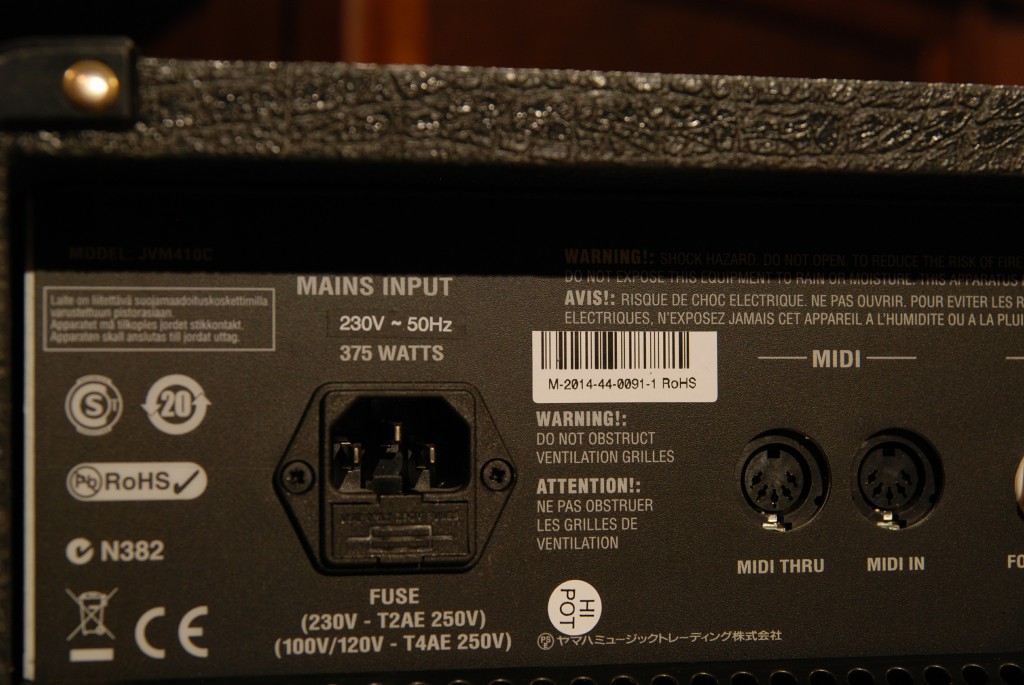 MODEL: JVM410C
WARNING!: SHOCK HAZARD. DO NOT OPEN. TO REDUCE THE RISK OF FIRE
DO NOT EXPOSE THIS EQUIPMENT TO RAIN OR MOISTURE. THIS APPARATUS
AVIS!: RISQUE DE CHOC ELECTRIQUE. NE PAS OUVRIR. POUR EVITER LES R
ELECTRIQUES, N'EXPOSEZ JAMAIS CET APPAREIL A L'HUMIDITE OU A LA PLUI
Laite on liitettävä suojamaadoituskoskettimilla
varustettuun pistorasiaan.
Apparatet må tilkoples jordet stikkontakt.
Apparaten skall anslutas till jordat uttag.
MAINS INPUT
230V ~ 50Hz
375 WATTS
M-2014-44-0091-1 RoHS
MIDI
S
20
Pb RoHS
N382
CE
WARNING!:
DO NOT OBSTRUCT
VENTILATION GRILLES
ATTENTION!:
NE PAS OBSTRUER
LES GRILLES DE
VENTILATION
MIDI THRU
MIDI IN
FO
FUSE
(230V - T2AE 250V)
(100V/120V - T4AE 250V)
HI
POT
PS
E
ヤマハミュージックトレーディング株式会社